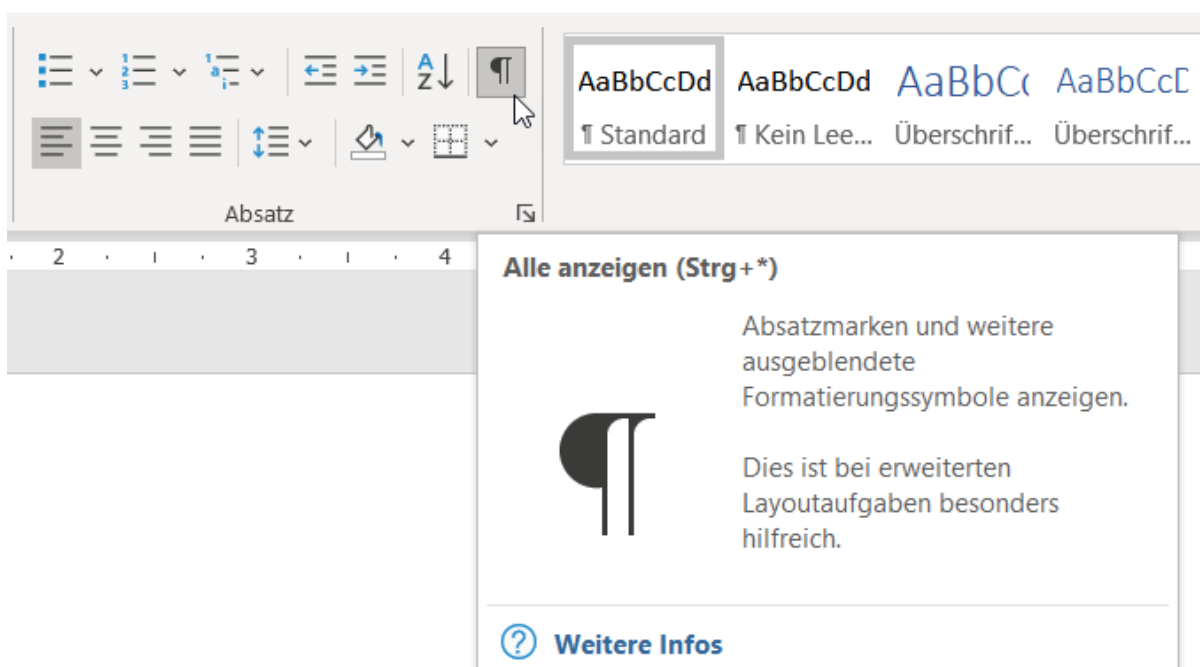 AaBbCcDd AaBbCcDd AaBbC AaBbCc
¶ Standard ¶ Kein Lee... Überschrif... Überschrif...
Absatz
2 3 4
Alle anzeigen (Strg+*)
Absatzmarken und weitere
ausgeblendete
Formatierungssymbole anzeigen.
Dies ist bei erweiterten
Layoutaufgaben besonders
hilfreich.
Weitere Infos